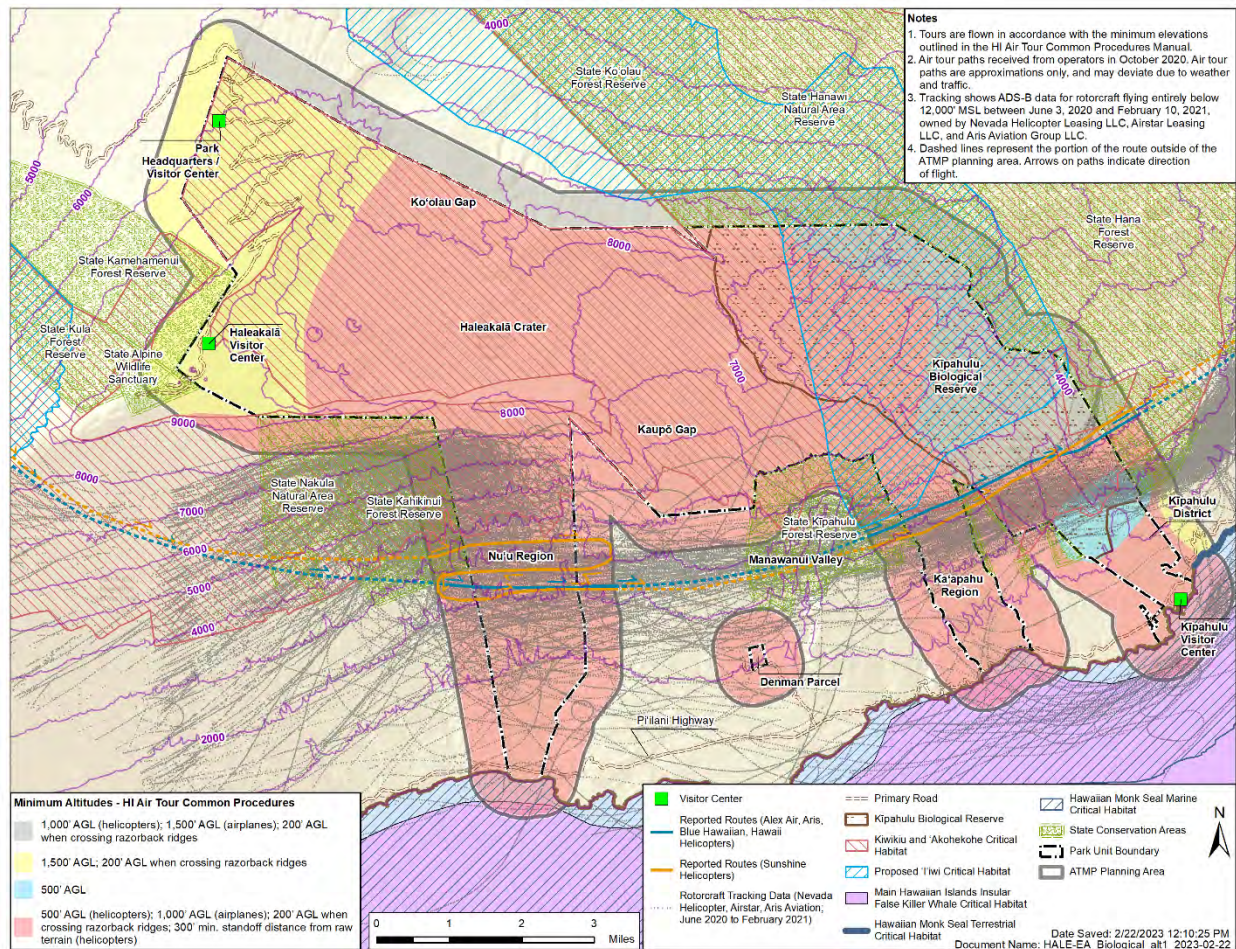 Notes
1. Tours are flown in accordance with the minimum elevations
outlined in the HI Air Tour Common Procedures Manual.
2. Air tour paths received from operators in October 2020. Air tour
paths are approximations only, and may deviate due to weather
and traffic.
3. Tracking shows ADS-B data for rotorcraft flying entirely below
12,000' MSL between June 3, 2020 and February 10, 2021,
owned by Nevada Helicopter Leasing LLC, Airstar Leasing
LLC, and Aris Aviation Group LLC.
4. Dashed lines represent the portion of the route outside of the
ATMP planning area. Arrows on paths indicate direction
of flight.
4000
State Ko'olau
Forest Reserve
State Hanawi
Natural Area
Reserve
5000
6000
Park
Headquarters /
Visitor Center
Ko'olau Gap
8000
State Hana
Forest
Reserve
State Kamehamenui
Forest Reserve
State Kula
Forest
Reserve
State Alpine
Wildlife
Sanctuary
Haleakalā
Visitor
Center
Haleakalā Crater
7000
Kīpahulu
Biological
Reserve
4000
9000
8000
Kaupō Gap
8000
7000
6000
5000
4000
2000
State Nakula
Natural Area
Reserve
State Kahikinui
Forest Reserve
Nu'u Region
State Kīpahulu
Forest Reserve
Manawainui Valley
Kīpahulu
District
Ka'apahu
Region
Kīpahulu
Visitor
Center
Denman Parcel
Pi'ilani Highway
Minimum Altitudes - HI Air Tour Common Procedures
1,000' AGL (helicopters); 1,500' AGL (airplanes); 200' AGL
when crossing razorback ridges
1,500' AGL; 200' AGL when crossing razorback ridges
500' AGL
500' AGL (helicopters); 1,000' AGL (airplanes); 200' AGL when
crossing razorback ridges; 300' min. standoff distance from raw
terrain (helicopters)
0 1 2 3
Miles
Visitor Center
Reported Routes (Alex Air, Aris,
Blue Hawaiian, Hawaii
Helicopters)
Reported Routes (Sunshine
Helicopters)
Rotorcraft Tracking Data (Nevada
Helicopter, Airstar, Aris Aviation;
June 2020 to February 2021)
Primary Road
Kīpahulu Biological Reserve
Kiwikiu and 'Akohekohe Critical
Habitat
Proposed 'I'iwi Critical Habitat
Main Hawaiian Islands Insular
False Killer Whale Critical Habitat
Hawaiian Monk Seal Terrestrial
Critical Habitat
Hawaiian Monk Seal Marine
Critical Habitat
State Conservation Areas
Park Unit Boundary
ATMP Planning Area
N
Date Saved: 2/22/2023 12:10:25 PM
Document Name: HALE-EA_Biological_alt1_2023-02-22